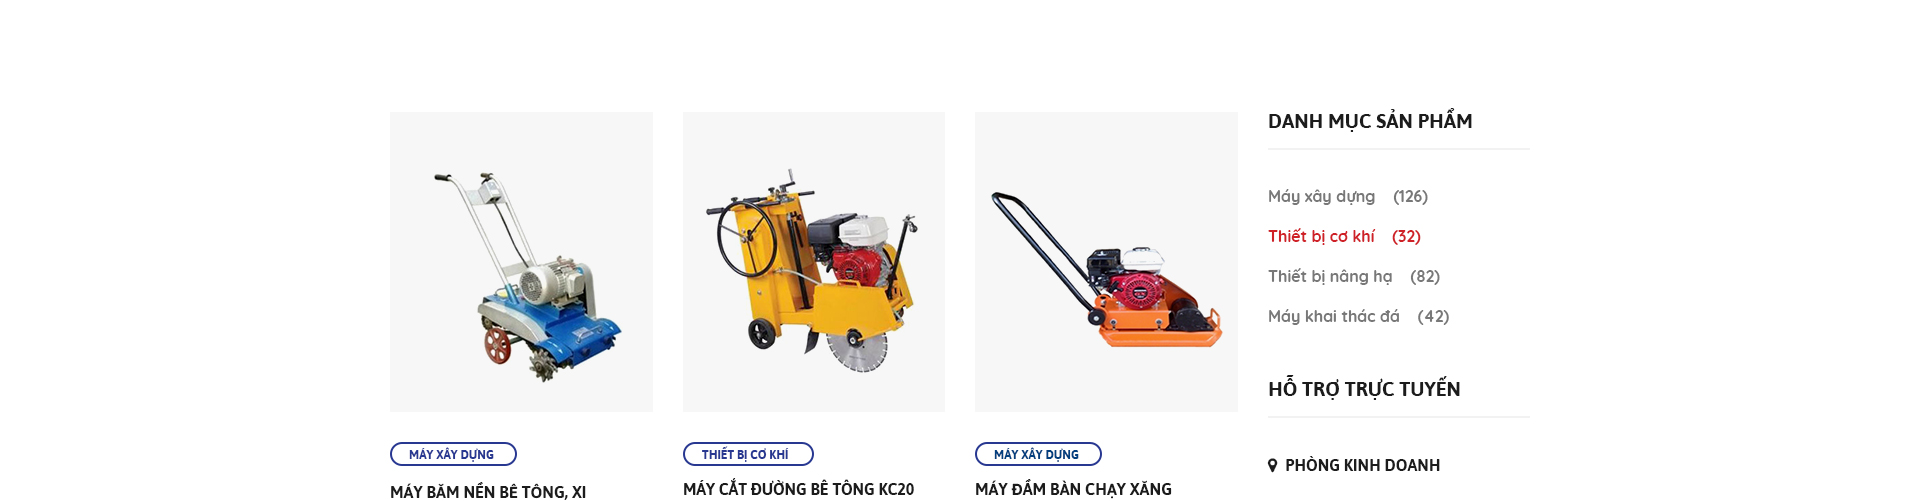 MÁY XÂY DỰNG
MÁY BĂM NỀN BÊ TÔNG, XI
THIẾT BỊ CƠ KHÍ
MÁY CẮT ĐƯỜNG BÊ TÔNG KC20
MÁY XÂY DỰNG
MÁY ĐẦM BÀN CHẠY XĂNG
DANH MỤC SẢN PHẨM
Máy xây dựng (126)
Thiết bị cơ khí (32)
Thiết bị nâng hạ (82)
Máy khai thác đá (42)
HỖ TRỢ TRỰC TUYẾN
PHÒNG KINH DOANH